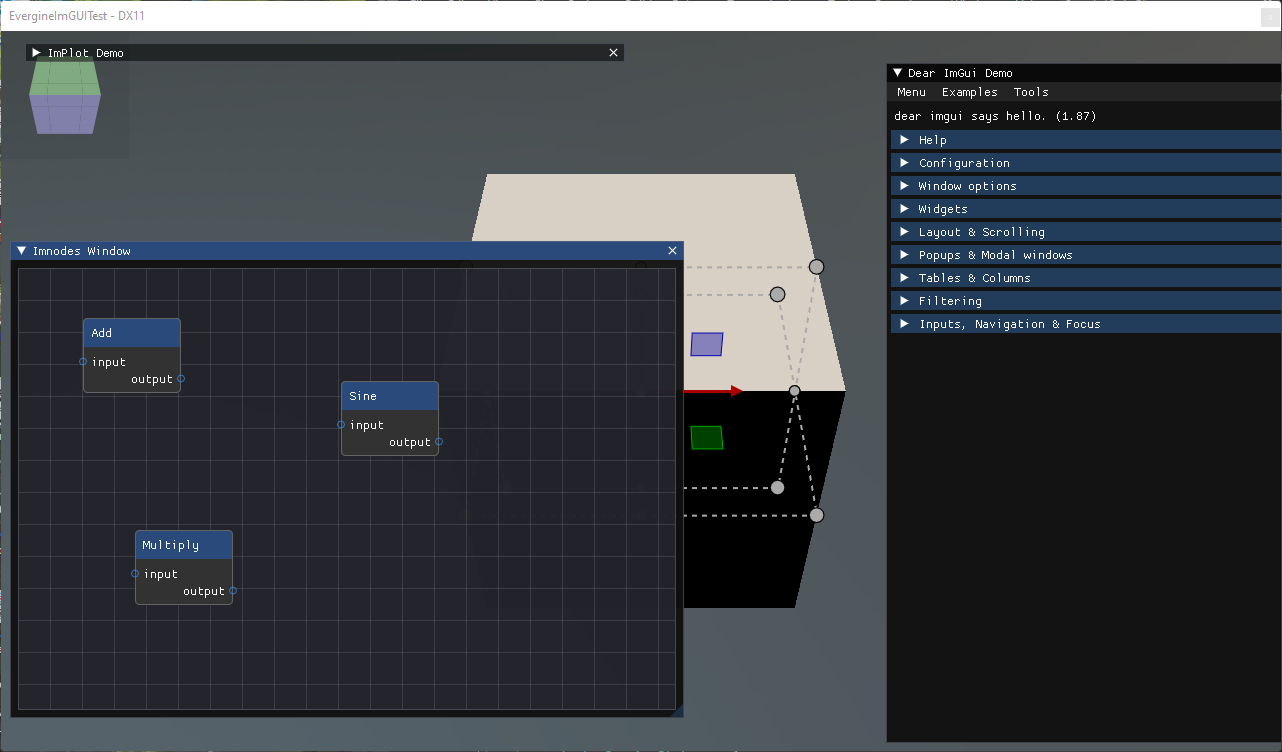 EvergineImGUITest - DX11
ImPlot Demo
Dear ImGui Demo
Menu Examples Tools
dear imgui says hello. (1.87)
Help
Configuration
Window options
Widgets
Layout & Scrolling
Popups & Modal windows
Tables & Columns
Filtering
Inputs, Navigation & Focus
Imnodes Window
Add
input
output
Sine
input
output
Multiply
input
output